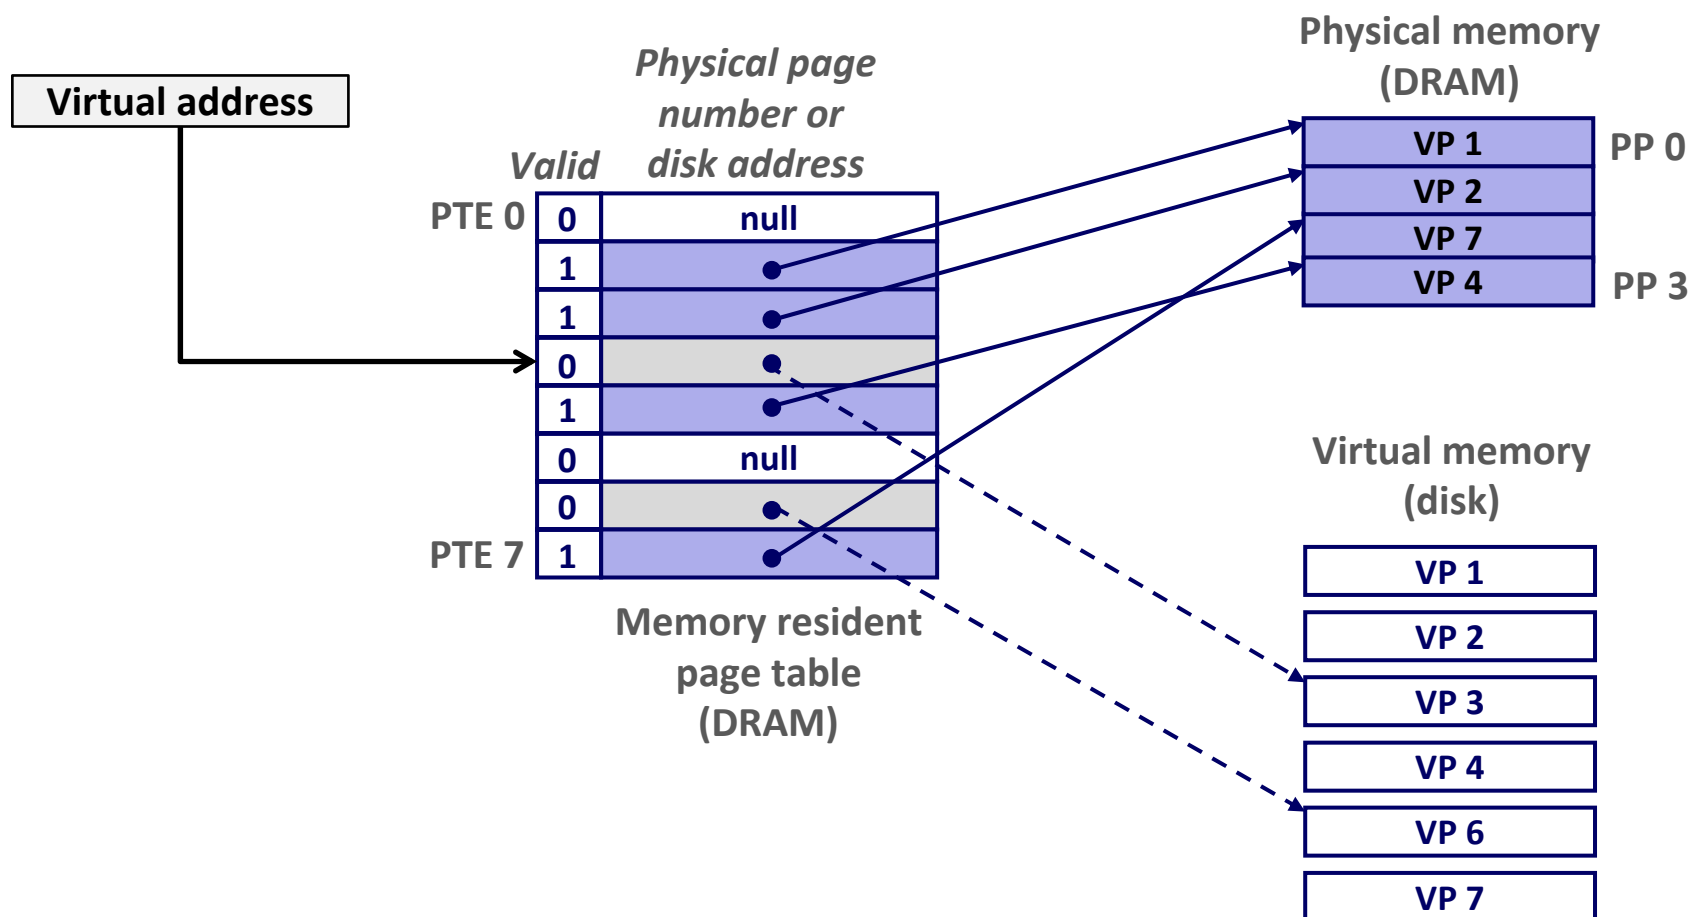 Virtual address
Physical page
number or
disk address
Valid
PTE 0
0
null
1
1
0
1
0
null
0
PTE 7
1
Memory resident
page table
(DRAM)
Physical memory
(DRAM)
VP 1
PP 0
VP 2
VP 7
VP 4
PP 3
Virtual memory
(disk)
VP 1
VP 2
VP 3
VP 4
VP 6
VP 7